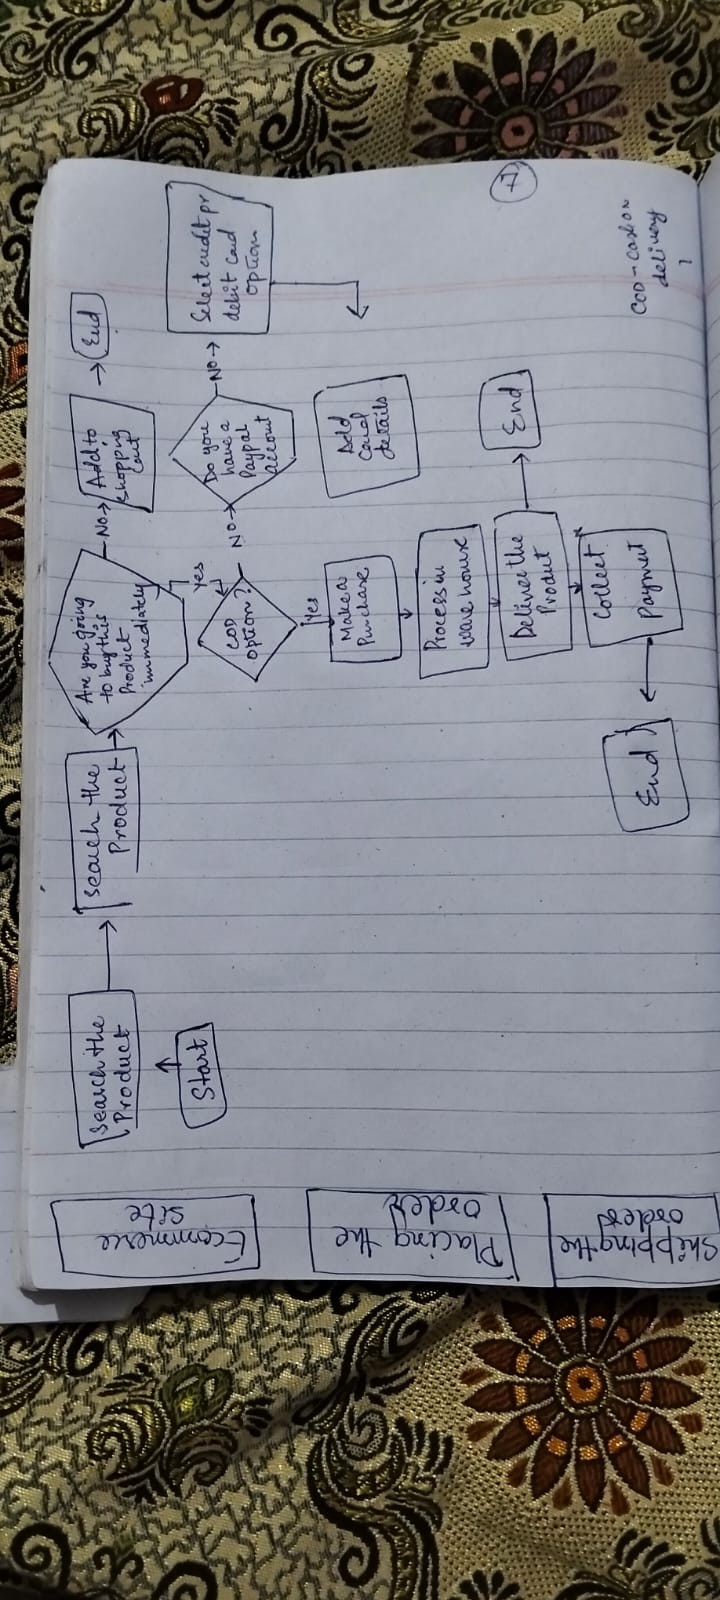 Ecommerce
site
Placing the
order
Shipping the
orders
Start
Search the
Product
Search the
Product
Are you going
to buy this
Product
immediately
No
Add to
shopping
cart
End
yes
COD
option?
No
Do you
have a
Paypal
account
No
Select credit pr
debit card
option
Add
Card
details
Yes
Make a
Purchase
Process in
ware house
Deliver the
Product
End
Collect
Payment
End
7
COD - cash on
delivery